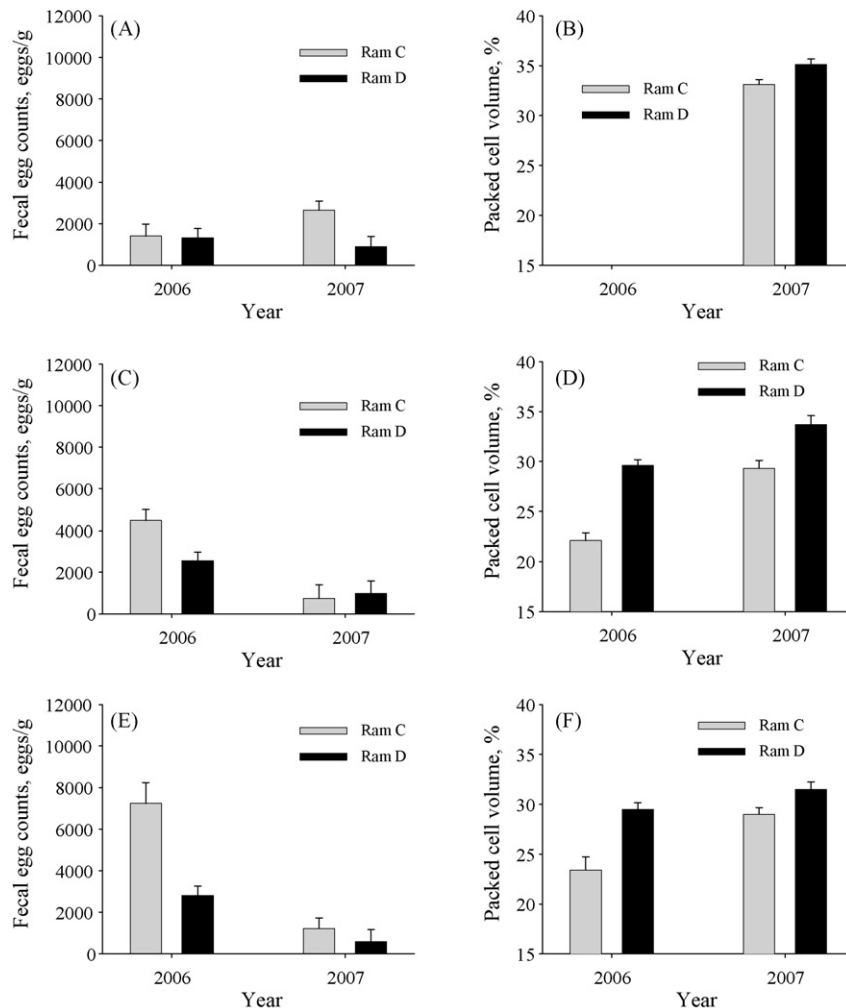 (A)
Fecal egg counts, eggs/g
12000
10000
8000
6000
4000
2000
0
Ram C
Ram D
2006
2007
Year
(B)
Packed cell volume, %
40
35
30
25
20
15
Ram C
Ram D
2006
2007
Year
(C)
Fecal egg counts, eggs/g
12000
10000
8000
6000
4000
2000
0
Ram C
Ram D
2006
2007
Year
(D)
Packed cell volume, %
40
35
30
25
20
15
Ram C
Ram D
2006
2007
Year
(E)
Fecal egg counts, eggs/g
12000
10000
8000
6000
4000
2000
0
Ram C
Ram D
2006
2007
Year
(F)
Packed cell volume, %
40
35
30
25
20
15
Ram C
Ram D
2006
2007
Year